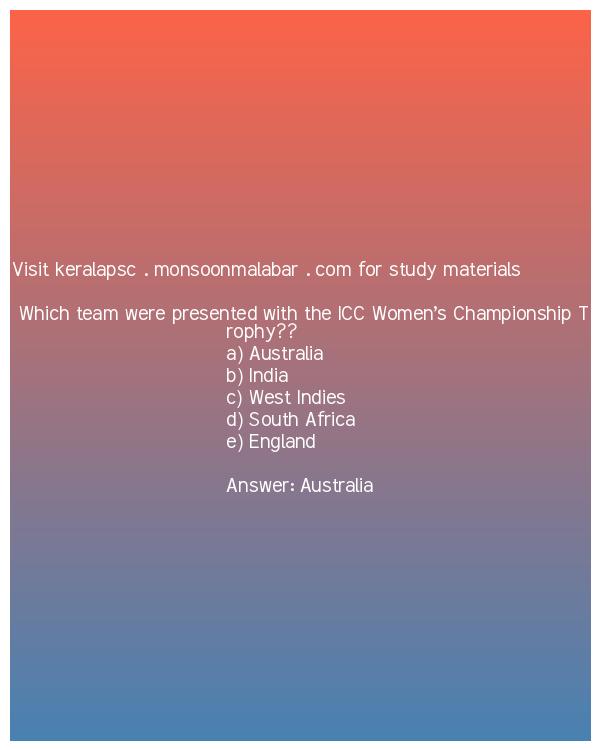 Visit keralapsc . monsoonmalabar . com for study materials
Which team were presented with the ICC Women's Championship T
rophy??
a) Australia
b) India
c) West Indies
d) South Africa
e) England
Answer: Australia